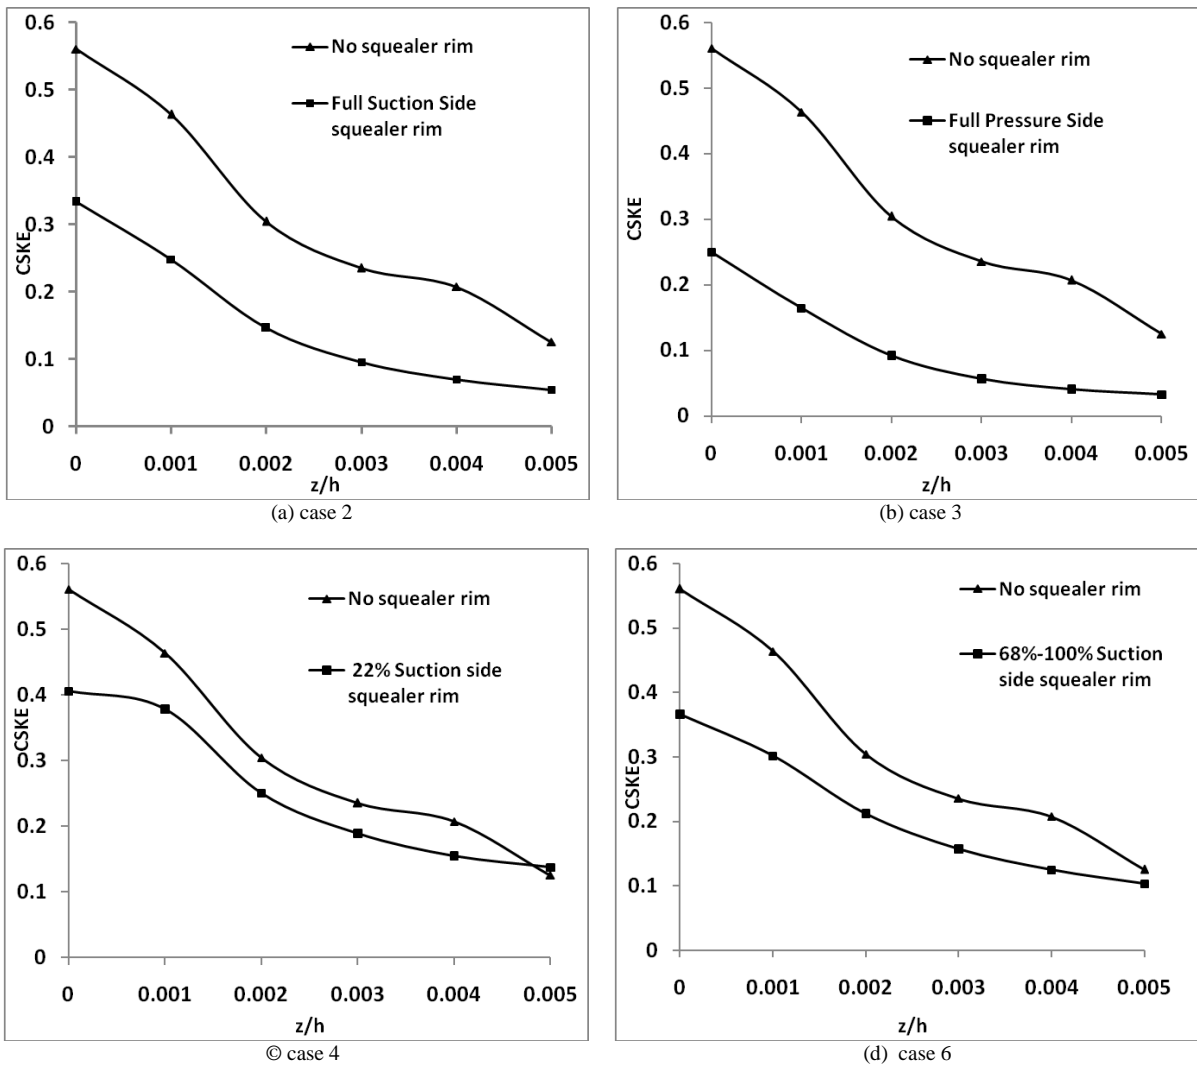 0.6
0.5
0.4
0.3
0.2
0.1
0
CSKE
No squealer rim
Full Suction Side
squealer rim
0 0.001 0.002 0.003 0.004 0.005
z/h
(a) case 2
0.6
0.5
0.4
0.3
0.2
0.1
0
CSKE
No squealer rim
Full Pressure Side
squealer rim
0 0.001 0.002 0.003 0.004 0.005
z/h
(b) case 3
0.6
0.5
0.4
0.3
0.2
0.1
0
CSKE
No squealer rim
22% Suction side
squealer rim
0 0.001 0.002 0.003 0.004 0.005
z/h
© case 4
0.6
0.5
0.4
0.3
0.2
0.1
0
CSKE
No squealer rim
68%-100% Suction
side squealer rim
0 0.001 0.002 0.003 0.004 0.005
z/h
(d) case 6